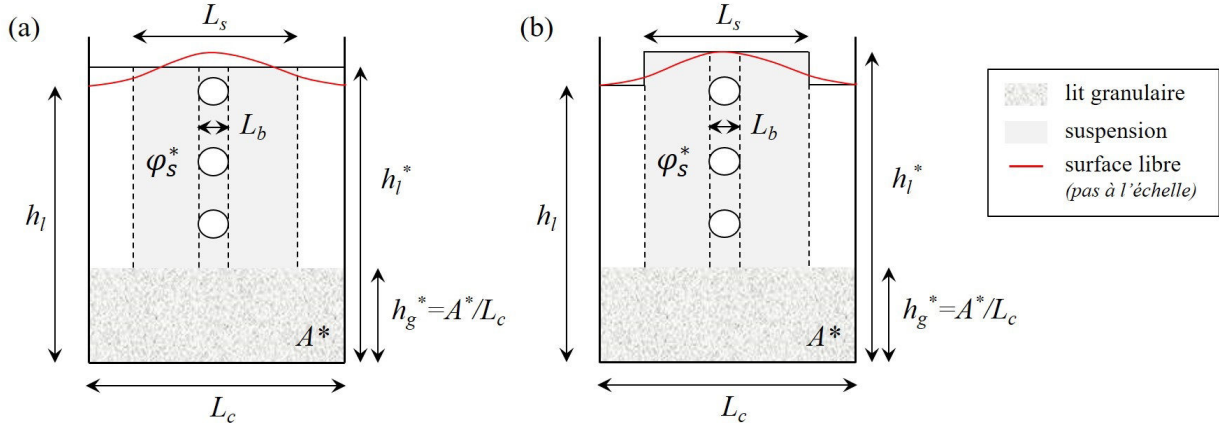 (a)
L_s
L_b
φ_s^*
h_l
h_l^*
h_g^*=A^*/L_c
A*
L_c
(b)
L_s
L_b
φ_s^*
h_l
h_l^*
h_g^*=A^*/L_c
A*
L_c
lit granulaire
suspension
surface libre
(pas à l'échelle)